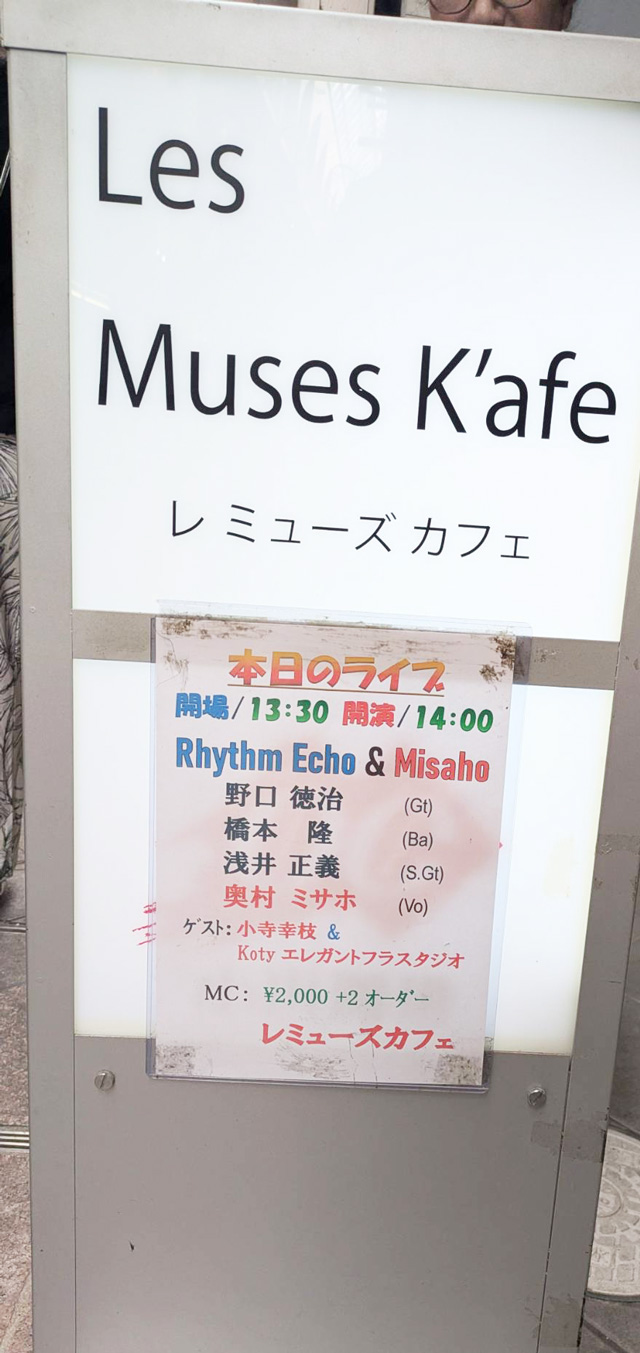 Les
Muses K'afe
レ ミューズ カフェ
本日のライブ
開場/13:30 開演/14:00
Rhythm Echo & Misaho
野口 徳治 (Gt)
橋本 隆 (Ba)
浅井 正義 (S.Gt)
奥村 ミサホ (Vo)
ゲスト: 小寺幸枝 &
Koty エレガントフラスタジオ
MC: ¥2,000 +2 オーダー
レミューズカフェ